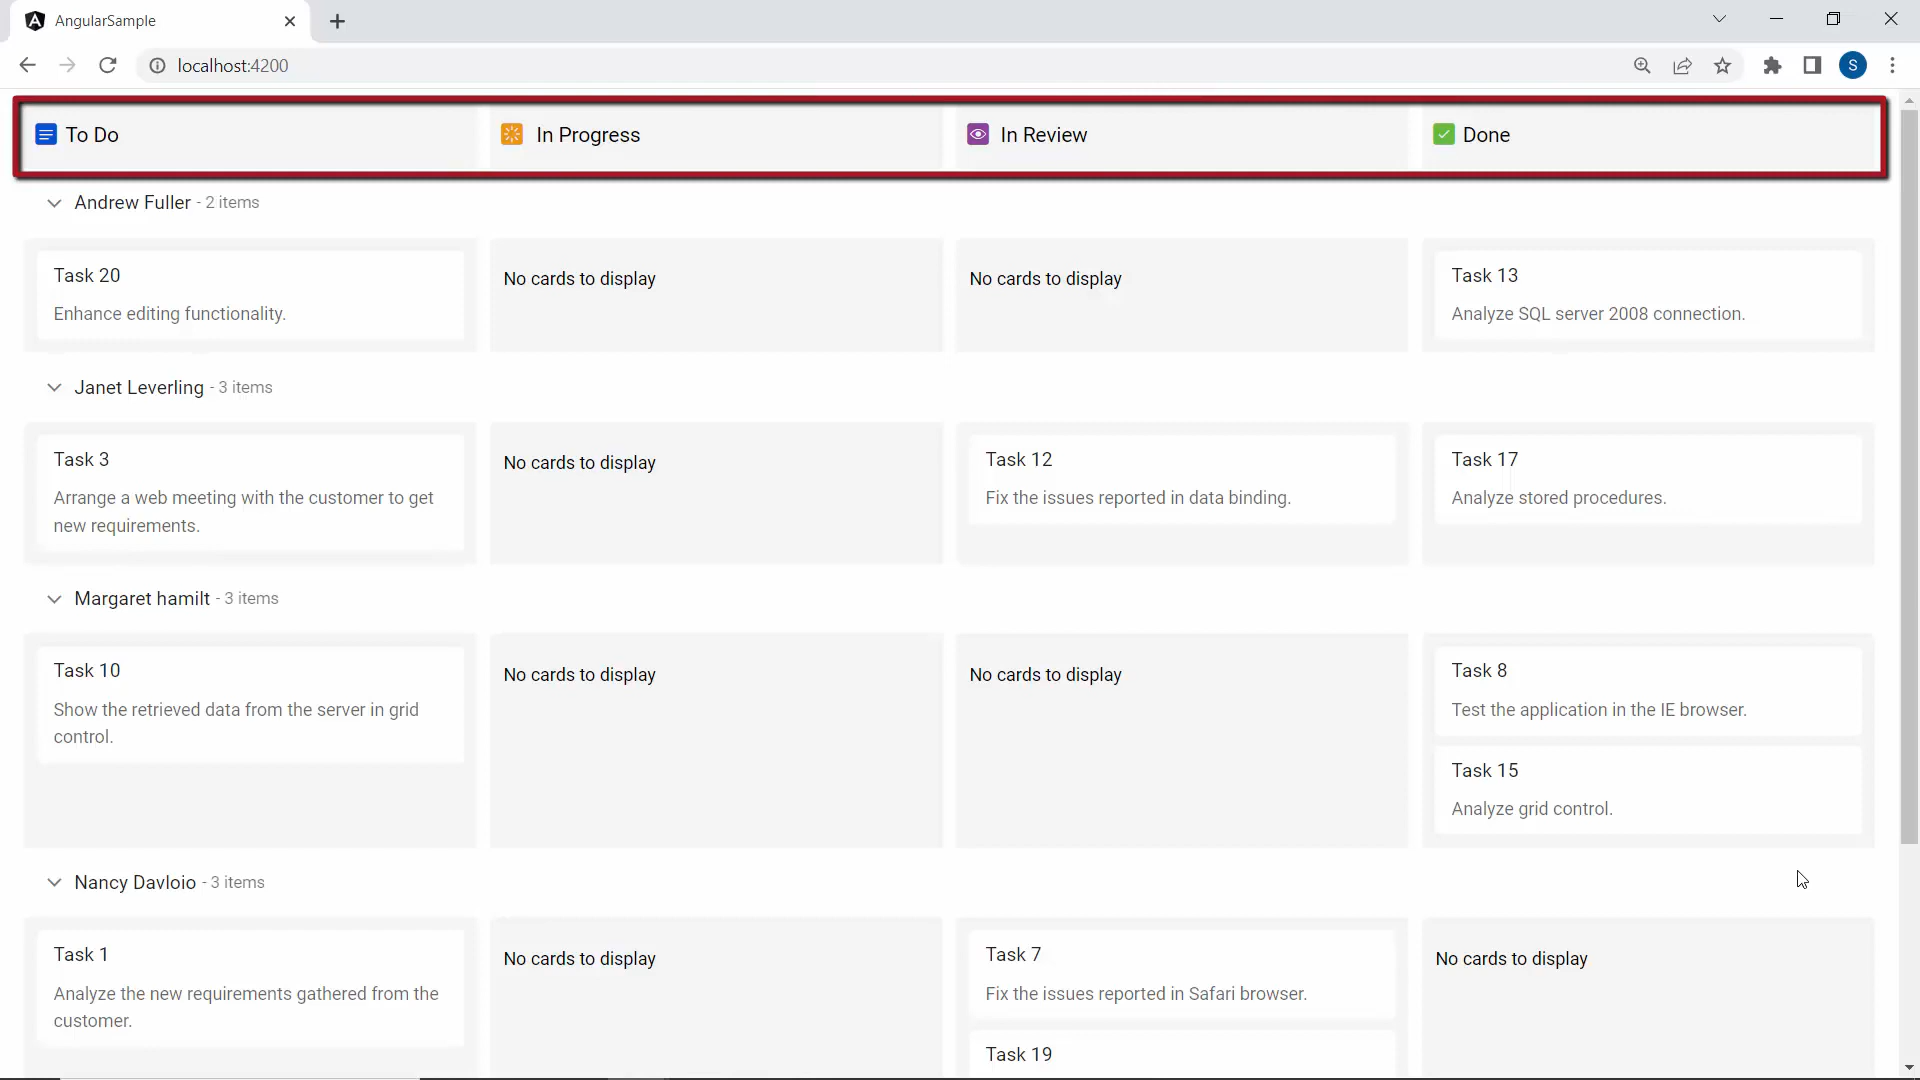 AngularSample
localhost:4200
S
To Do
In Progress
In Review
Done
Andrew Fuller - 2 items
Task 20
Enhance editing functionality.
No cards to display
No cards to display
Task 13
Analyze SQL server 2008 connection.
Janet Leverling - 3 items
Task 3
Arrange a web meeting with the customer to get
new requirements.
No cards to display
Task 12
Fix the issues reported in data binding.
Task 17
Analyze stored procedures.
Margaret hamilt - 3 items
Task 10
Show the retrieved data from the server in grid
control.
No cards to display
No cards to display
Task 8
Test the application in the IE browser.
Task 15
Analyze grid control.
Nancy Davloio - 3 items
Task 1
Analyze the new requirements gathered from the
customer.
No cards to display
Task 7
Fix the issues reported in Safari browser.
Task 19
No cards to display